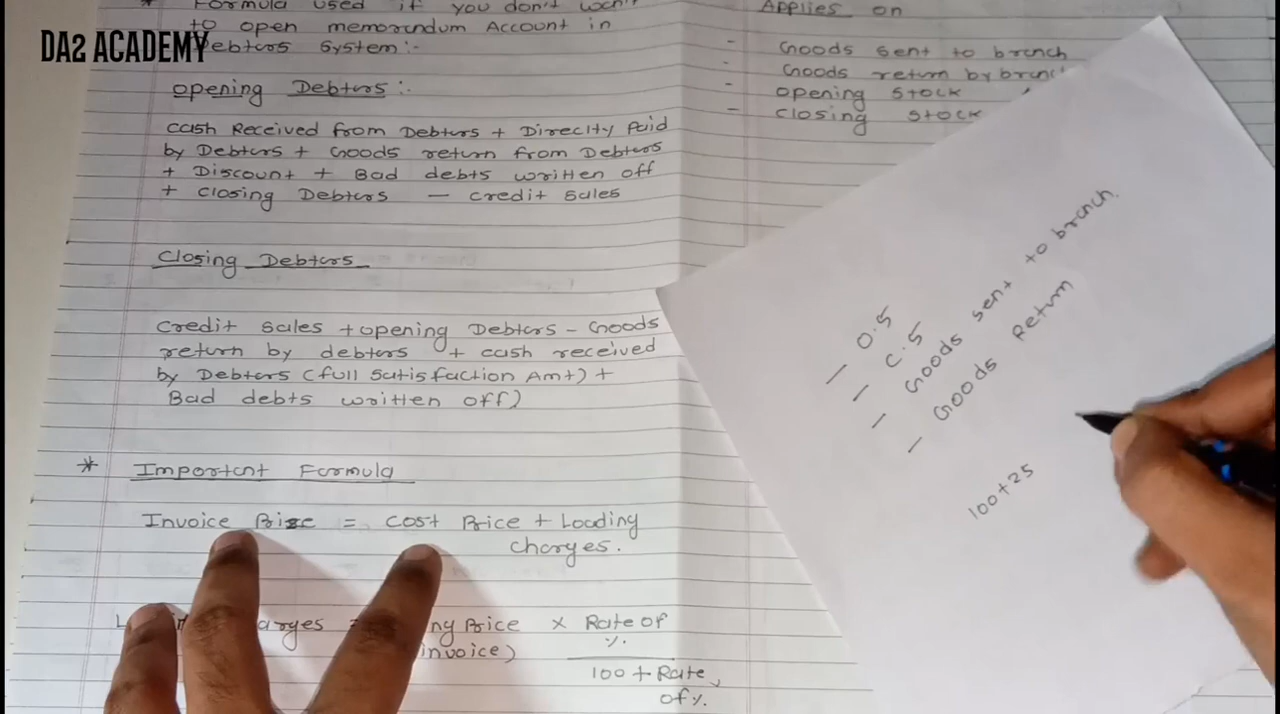 * Formula used if you don't want
to open memorandum Account in
DA2 ACADEMY
Debtors System:-
opening Debtors :-
cash Received from Debtors + Direclty Paid
by Debtors + Goods return from Debtors
+ Discount + Bad debts written off
+ closing Debtors — credit sales
Closing Debtors
Credit sales + opening Debtors - Goods
return by debtors + cash received
by Debters (full satisfaction Amt) +
Bad debts written off)
* Important Formula
Invoice Price = cost Price + Loading
charges.
× Rate of
%
invoice)
100 + Rate
of %.
Applies on
- Goods sent to branch
- Goods return by
- opening stock
- closing stock
— O.S
— C.S
— Goods sent to branch
— Goods Return
100+25